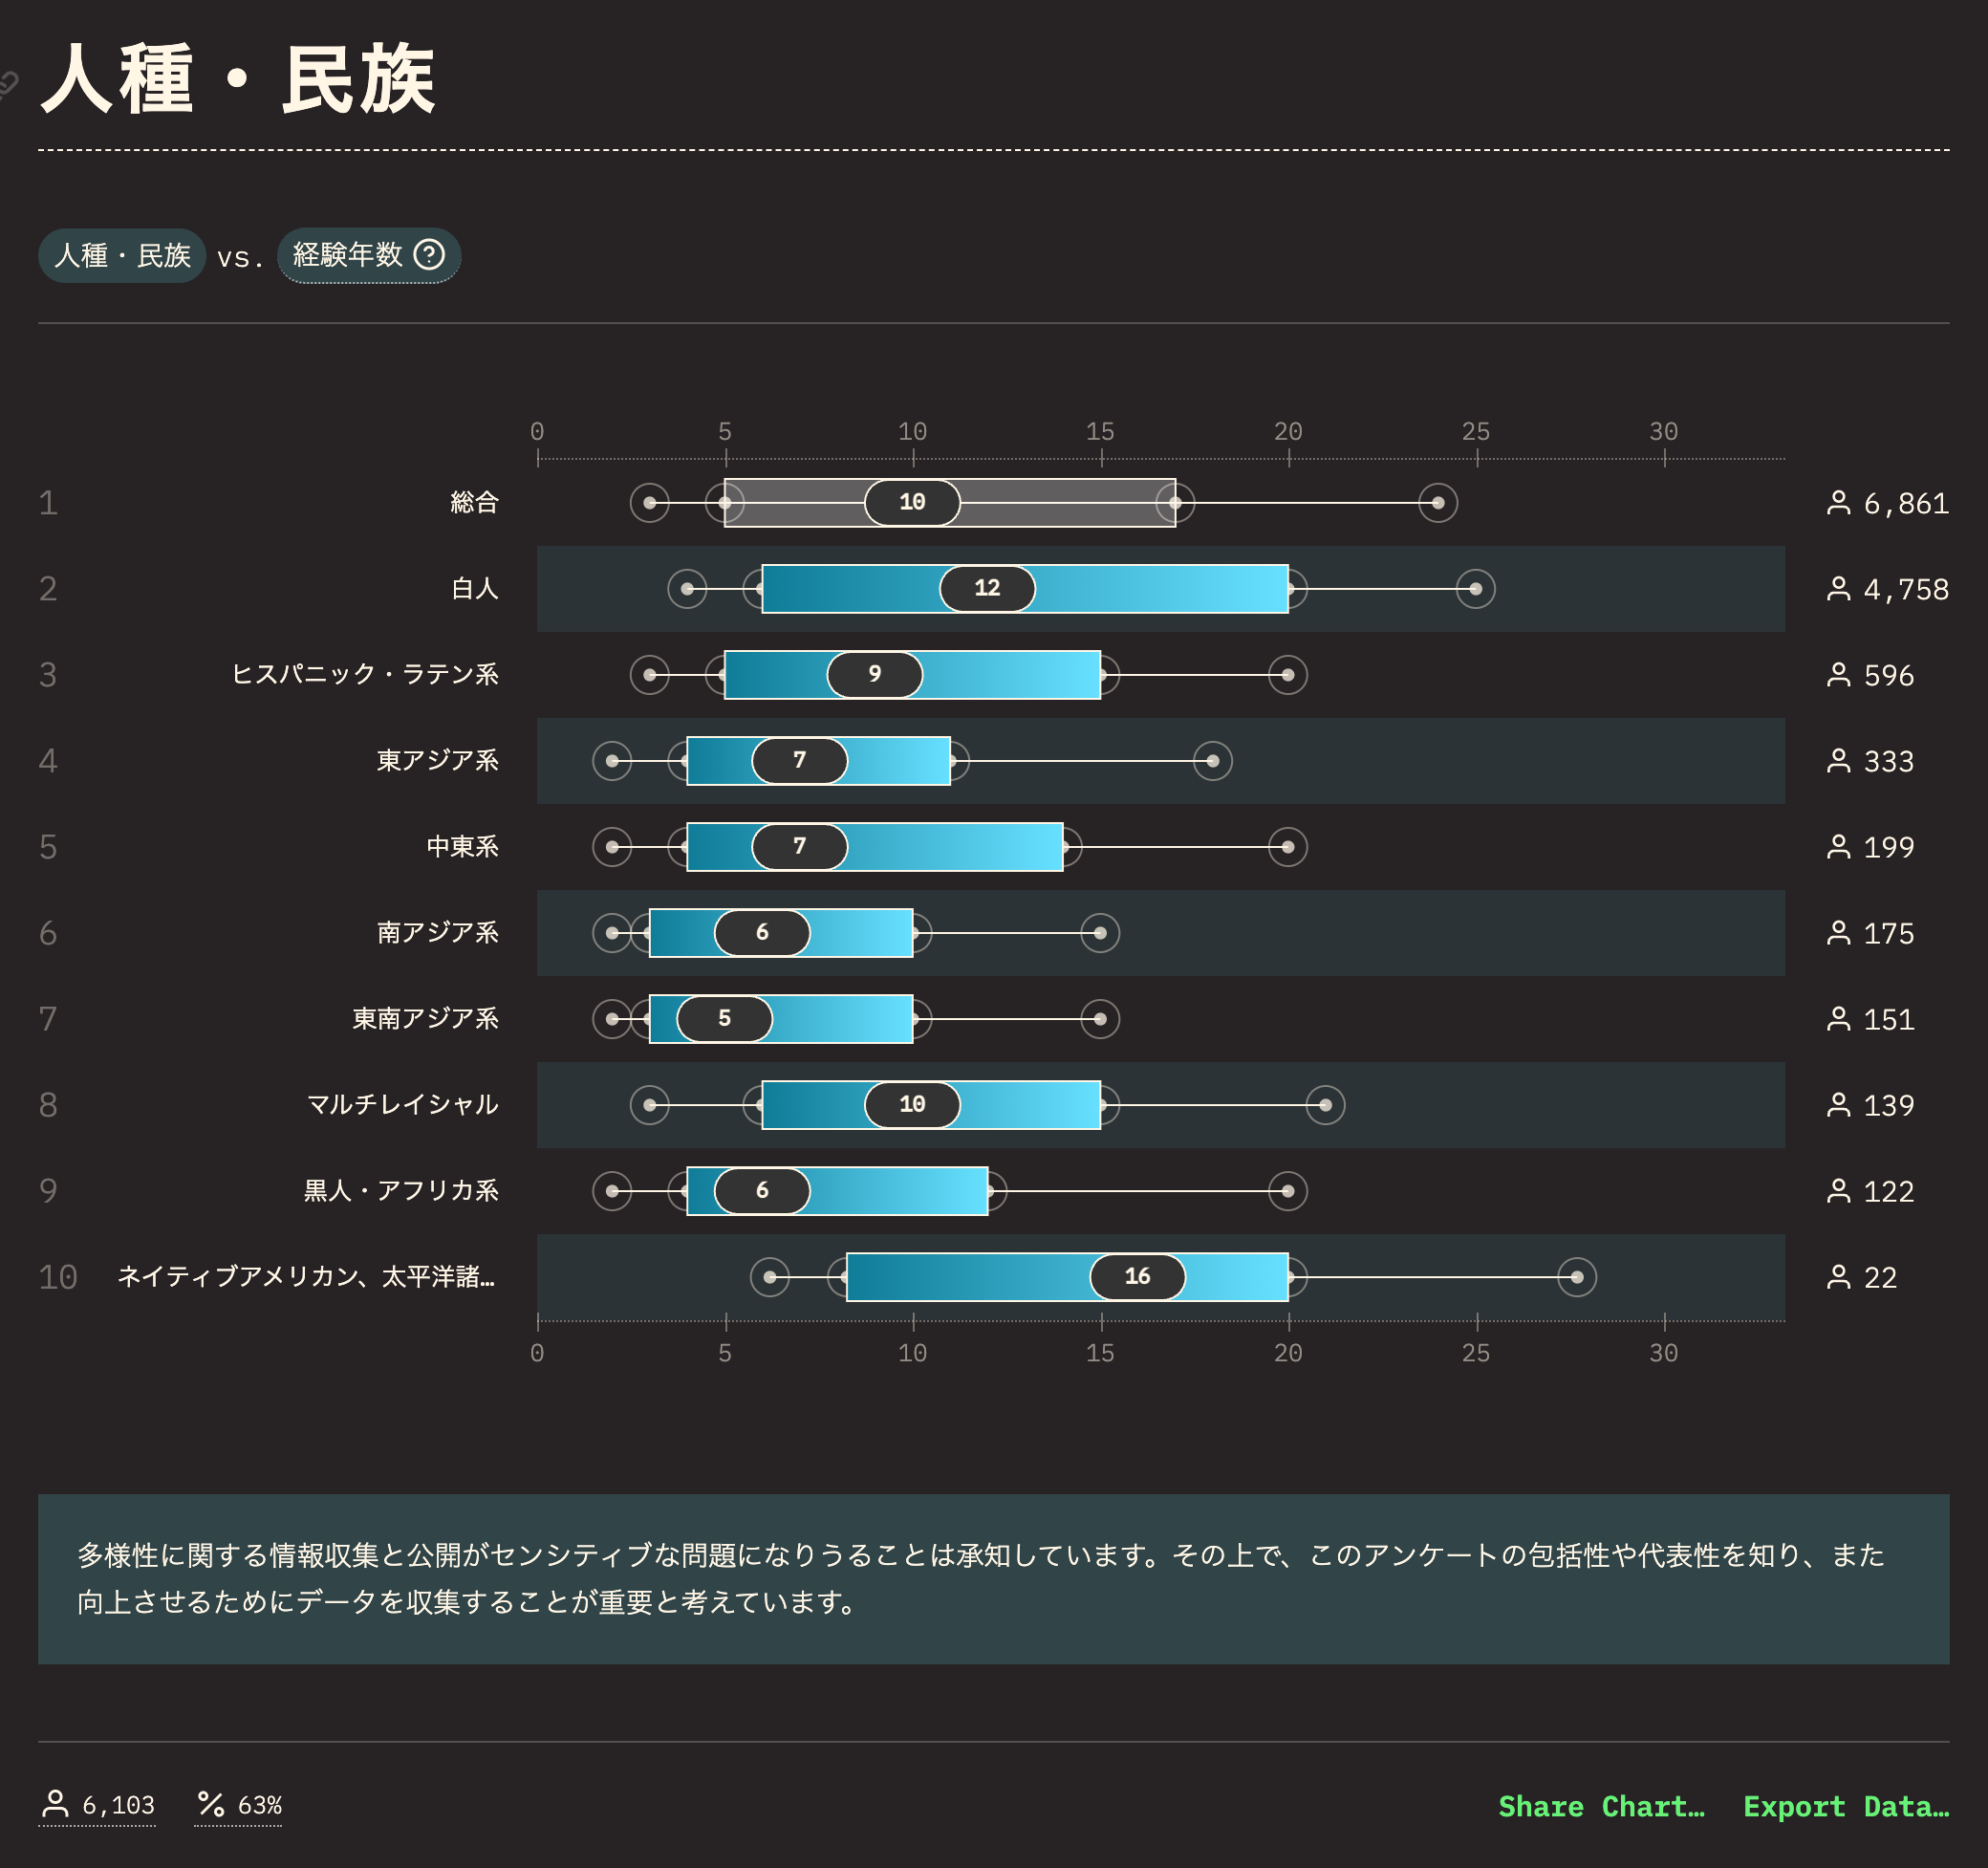 人種・民族
人種・民族 vs. 経験年数
0 5 10 15 20 25 30
1 総合 10 6,861
2 白人 12 4,758
3 ヒスパニック・ラテン系 9 596
4 東アジア系 7 333
5 中東系 7 199
6 南アジア系 6 175
7 東南アジア系 5 151
8 マルチレイシャル 10 139
9 黒人・アフリカ系 6 122
10 ネイティブアメリカン、太平洋諸… 16 22
0 5 10 15 20 25 30
多様性に関する情報収集と公開がセンシティブな問題になりうることは承知しています。その上で、このアンケートの包括性や代表性を知り、また
向上させるためにデータを収集することが重要と考えています。
6,103 63% Share Chart… Export Data…